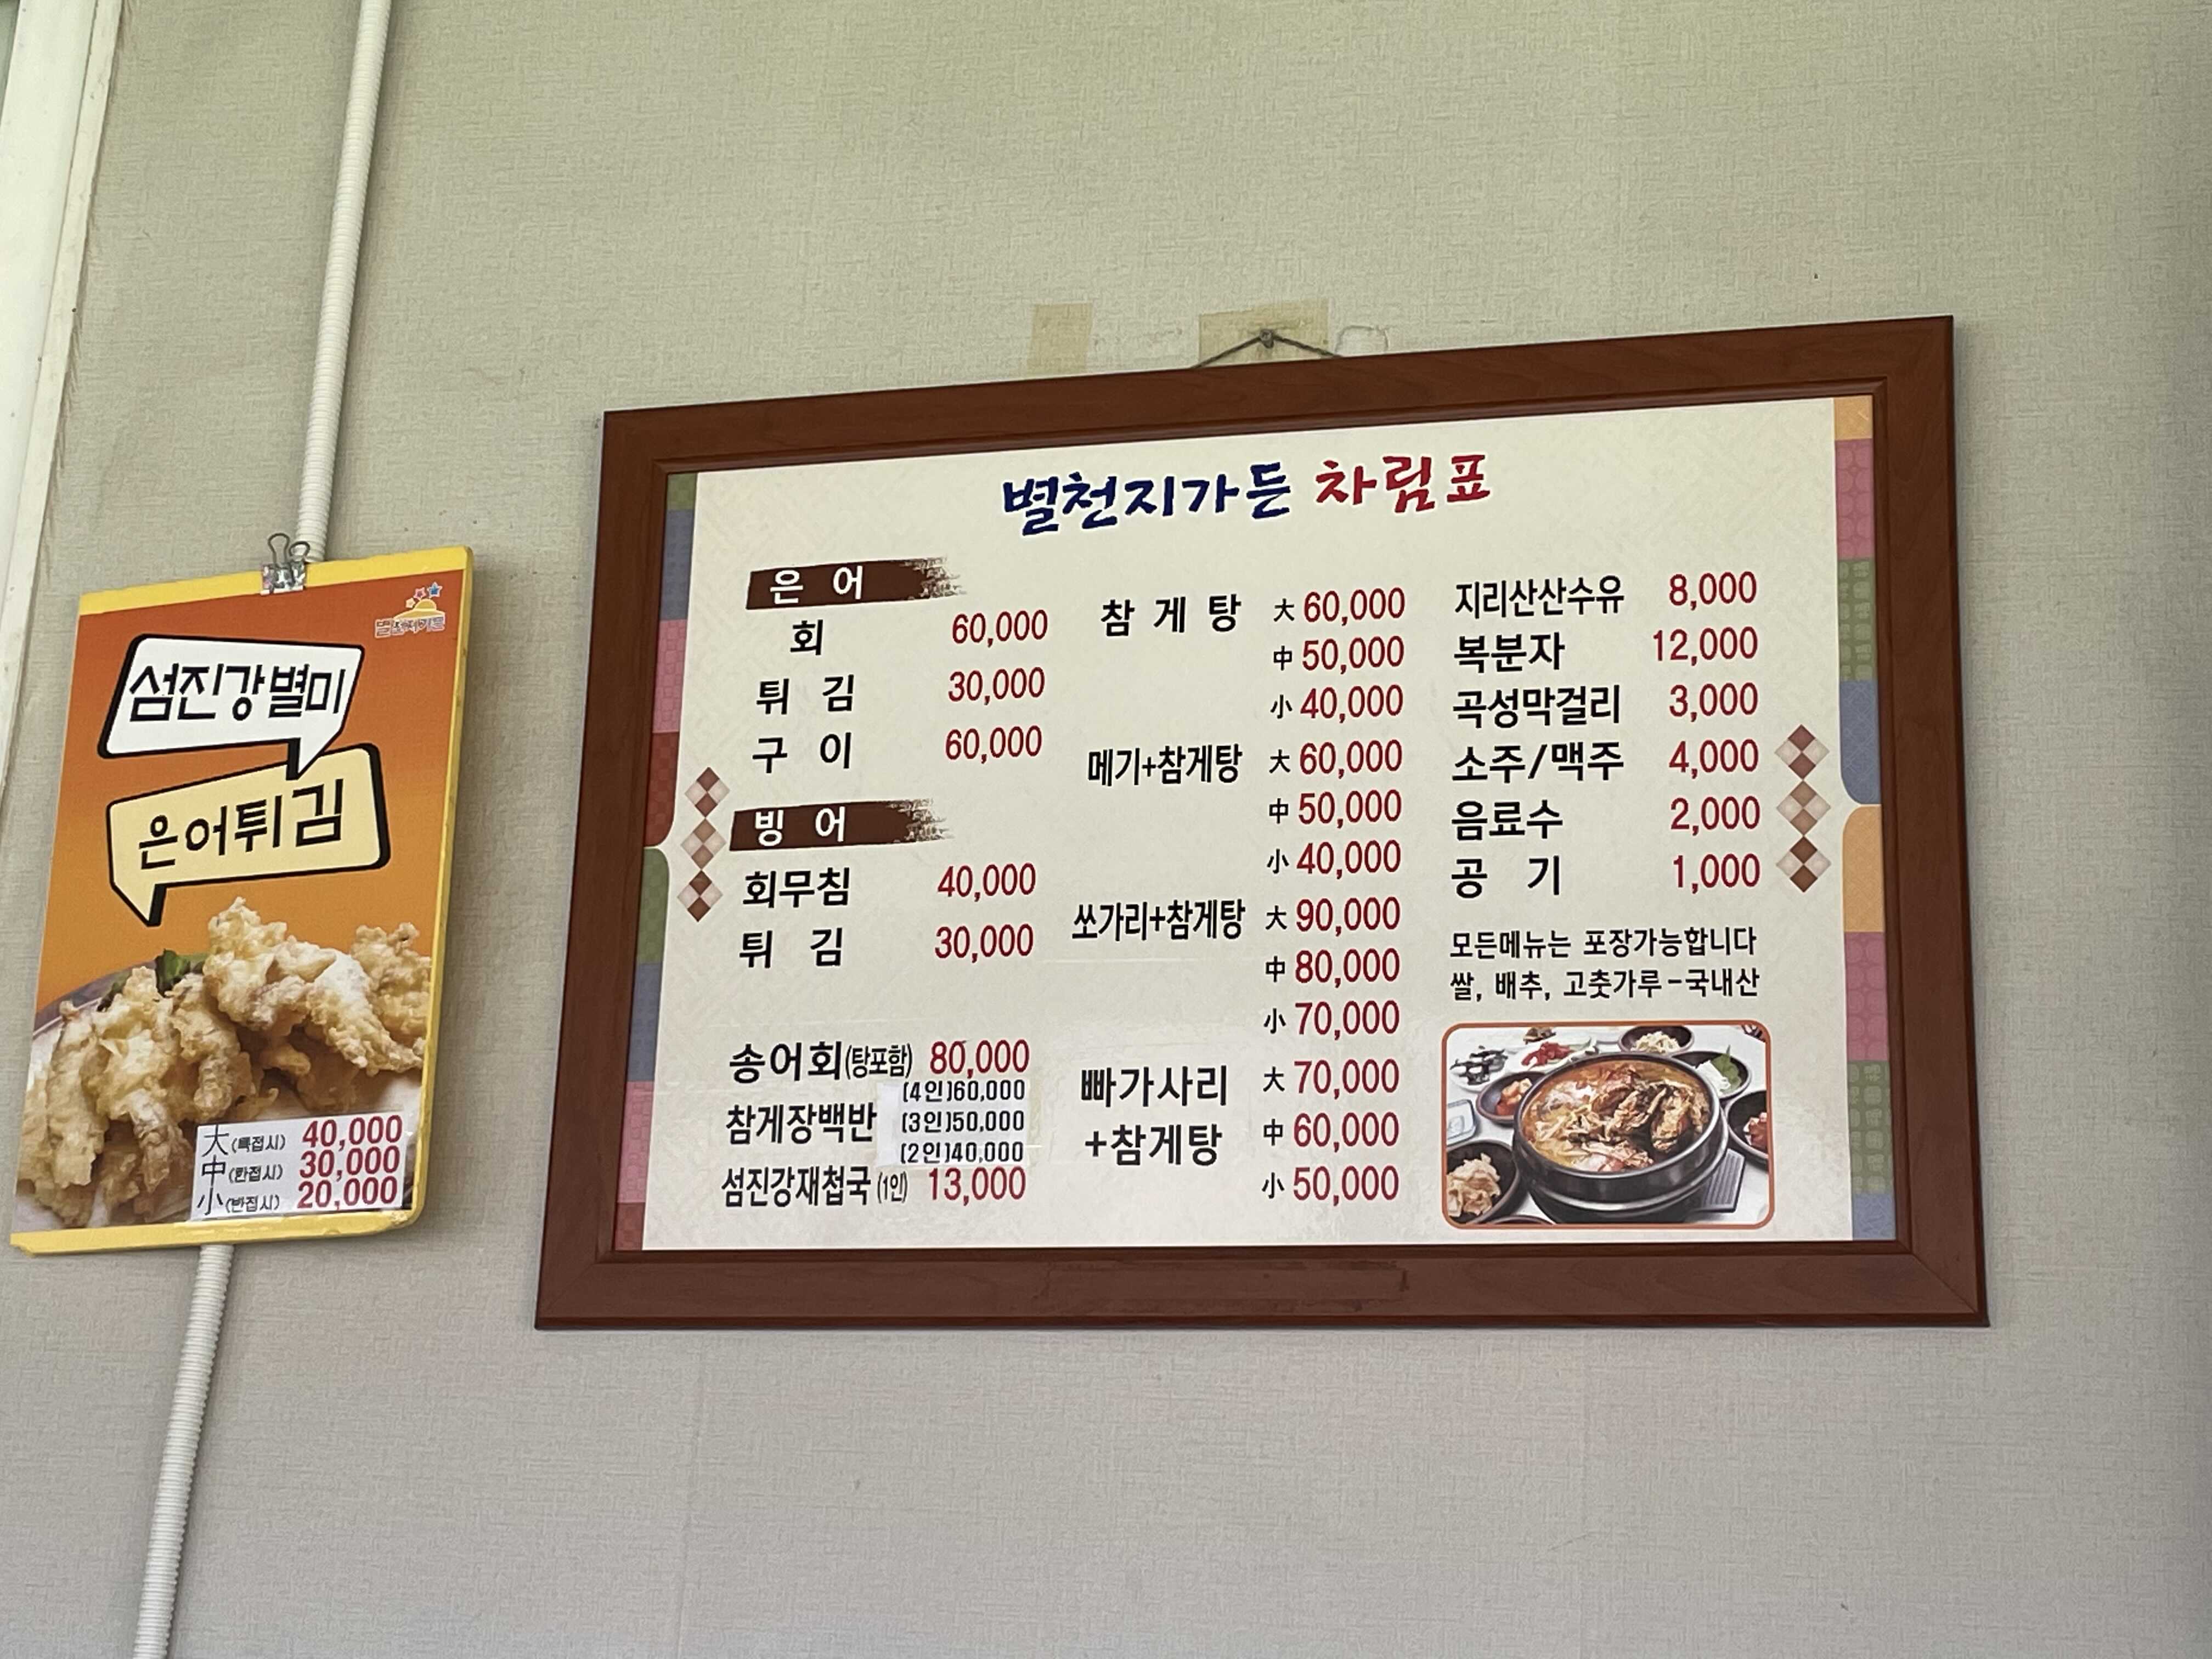 별천지가든
섬진강별미
은어튀김
大(특접시) 40,000
中(한접시) 30,000
小(반접시) 20,000
별천지가든 차림표
은 어
회 60,000
튀 김 30,000
구 이 60,000
빙 어
회무침 40,000
튀 김 30,000
송어회(탕포함) 80,000
참게장백반 (4인)60,000
(3인)50,000
(2인)40,000
섬진강재첩국(1인) 13,000
참 게 탕 大 60,000
中 50,000
小 40,000
메기+참게탕 大 60,000
中 50,000
小 40,000
쏘가리+참게탕 大 90,000
中 80,000
小 70,000
빠가사리 大 70,000
+참게탕 中 60,000
小 50,000
지리산산수유 8,000
복분자 12,000
곡성막걸리 3,000
소주/맥주 4,000
음료수 2,000
공 기 1,000
모든메뉴는 포장가능합니다
쌀, 배추, 고춧가루-국내산